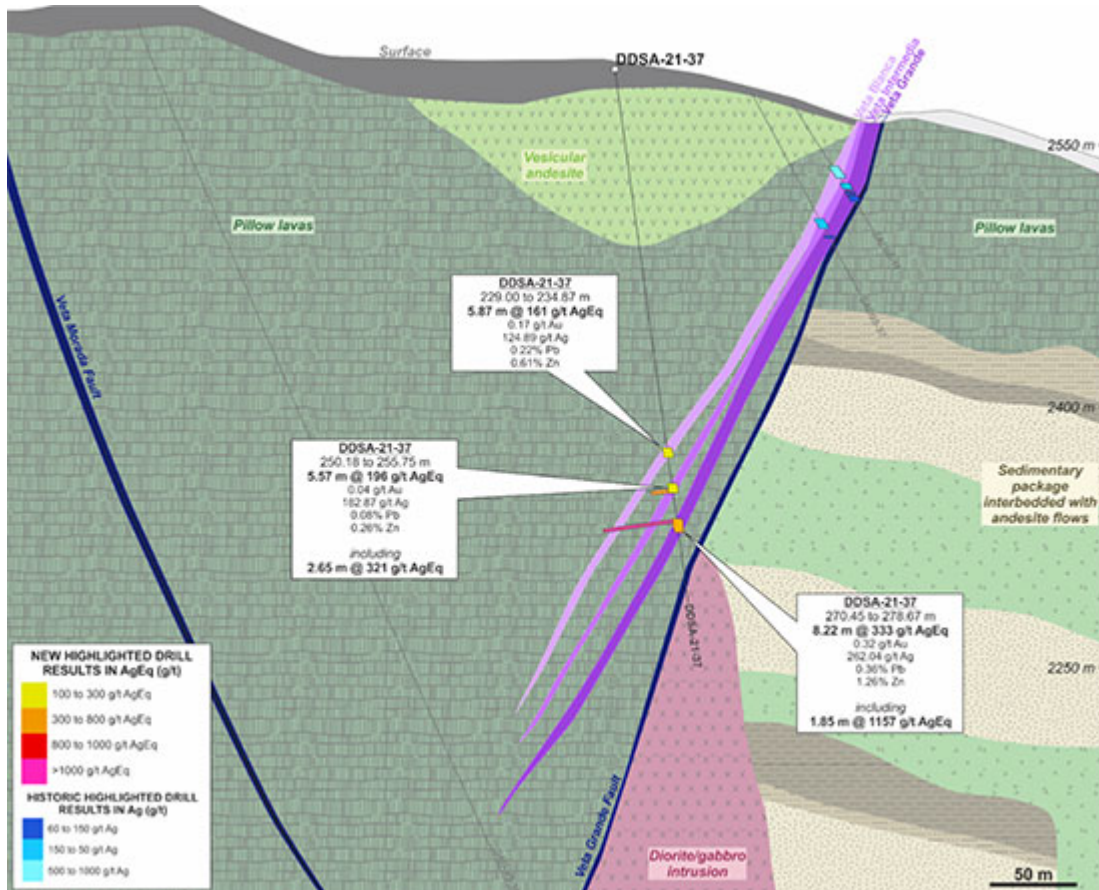 Surface
DDSA-21-37
Veta Blanca
Veta Intermedia
Veta Grande
2550 m
Vesicular
andesite
Pillow lavas
Pillow lavas
Veta Morada Fault
DDSA-21-37
229.00 to 234.87 m
5.87 m @ 161 g/t AgEq
0.17 g/t Au
124.89 g/t Ag
0.22% Pb
0.61% Zn
2400 m
DDSA-21-37
250.18 to 255.75 m
5.57 m @ 196 g/t AgEq
0.04 g/t Au
182.87 g/t Ag
0.08% Pb
0.26% Zn
including
2.65 m @ 321 g/t AgEq
Sedimentary
package
interbedded with
andesite flows
DDSA-21-37
DDSA-21-37
270.45 to 278.67 m
8.22 m @ 333 g/t AgEq
0.32 g/t Au
262.04 g/t Ag
0.36% Pb
1.26% Zn
including
1.85 m @ 1157 g/t AgEq
2250 m
NEW HIGHLIGHTED DRILL
RESULTS IN AgEq (g/t)
100 to 300 g/t AgEq
300 to 800 g/t AgEq
800 to 1000 g/t AgEq
>1000 g/t AgEq
HISTORIC HIGHLIGHTED DRILL
RESULTS IN Ag (g/t)
60 to 150 g/t Ag
150 to 50 g/t Ag
500 to 1000 g/t Ag
Veta Grande Fault
Diorite/gabbro
intrusion
50 m